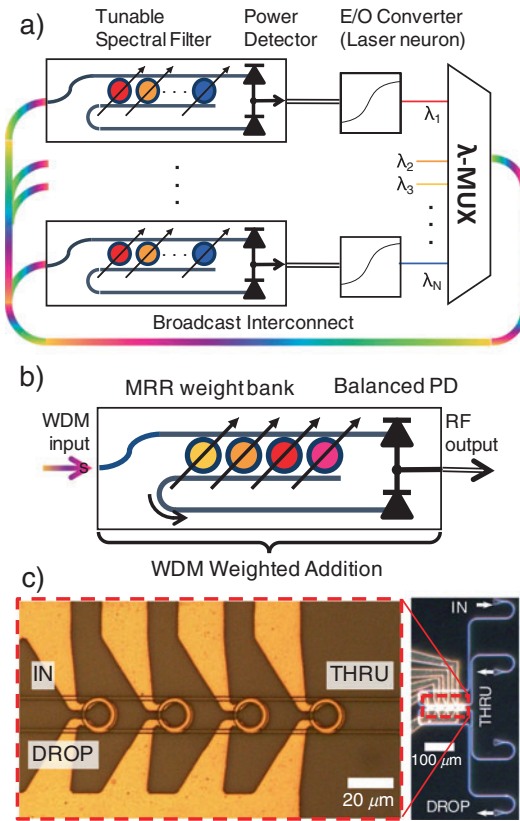 a)
Tunable
Spectral Filter
Power
Detector
E/O Converter
(Laser neuron)
λ1
λ2
λ3
λN
λ-MUX
Broadcast Interconnect
b)
MRR weight bank
Balanced PD
WDM
input
s
RF
output
WDM Weighted Addition
c)
IN
THRU
DROP
20 μm
IN
THRU
100 μm
DROP